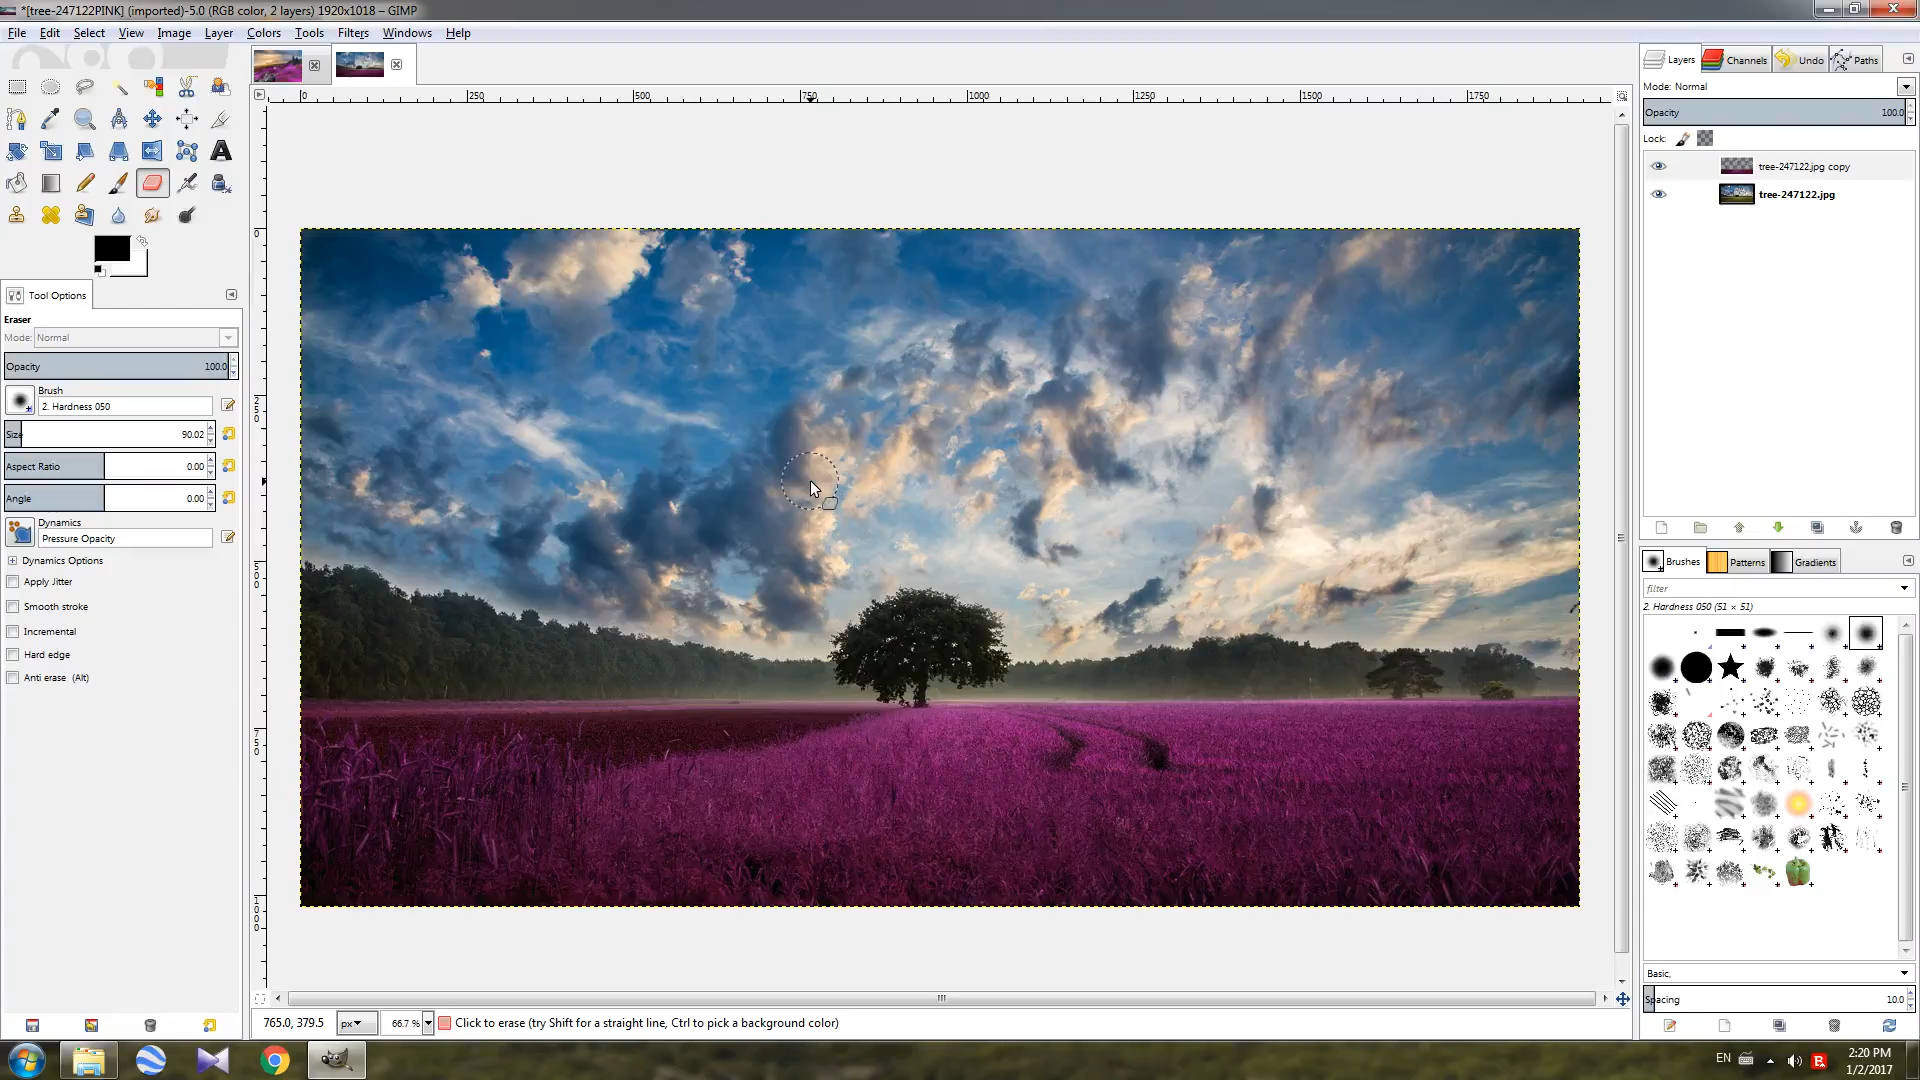 *[tree-247122PINK] (imported)-5.0 (RGB color, 2 layers) 1920x1018 – GIMP
File Edit Select View Image Layer Colors Tools Filters Windows Help
Layers Channels Undo Paths
Mode: Normal
Opacity 100.0
Lock:
tree-247122.jpg copy
tree-247122.jpg
0 250 500 750 1000 1250 1500 1750
0
250
500
750
1000
Tool Options
Eraser
Mode: Normal
Opacity 100.0
Brush
2. Hardness 050
Size 90.02
Aspect Ratio 0.00
Angle 0.00
Dynamics
Pressure Opacity
Dynamics Options
Apply Jitter
Smooth stroke
Incremental
Hard edge
Anti erase (Alt)
Brushes Patterns Gradients
filter
2. Hardness 050 (51 × 51)
Basic,
Spacing 10.0
765.0, 379.5 px 66.7 % Click to erase (try Shift for a straight line, Ctrl to pick a background color)
EN 2:20 PM
1/2/2017